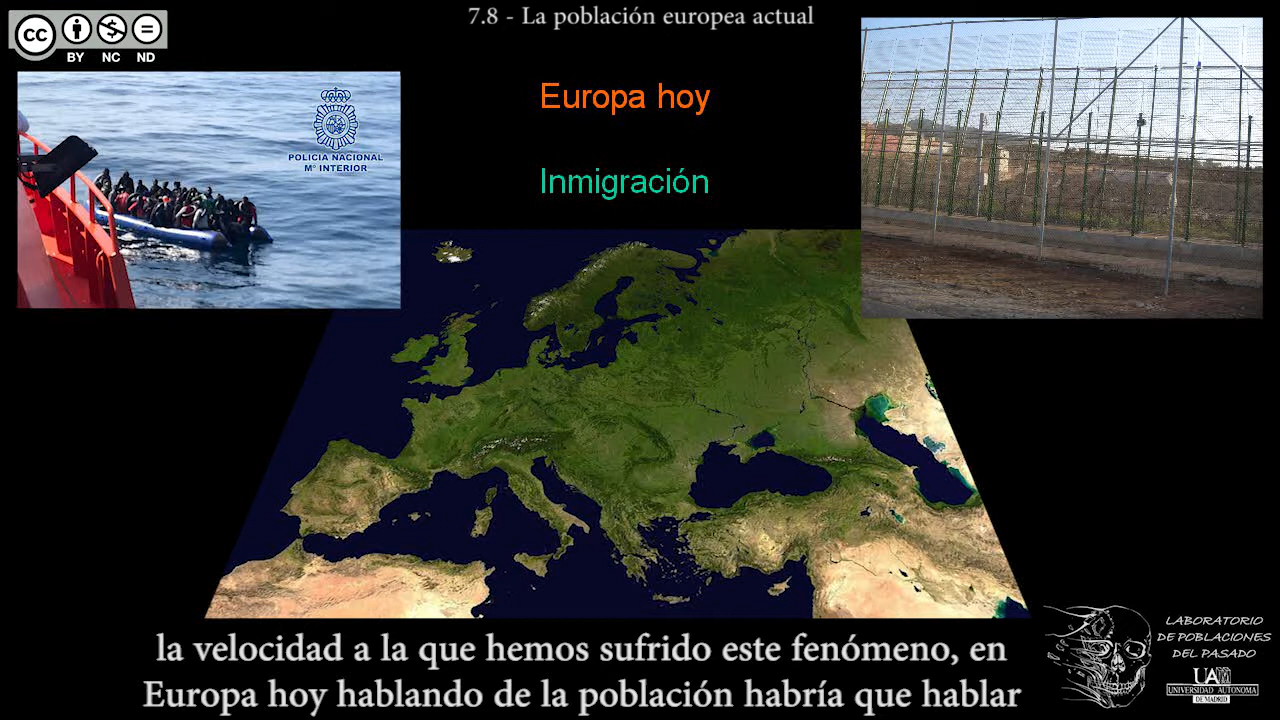 7.8 - La población europea actual
cc
BY NC ND
POLICIA NACIONAL
Mº INTERIOR
Europa hoy
Inmigración
la velocidad a la que hemos sufrido este fenómeno, en
Europa hoy hablando de la población habría que hablar
LABORATORIO
DE POBLACIONES
DEL PASADO
UAM
UNIVERSIDAD AUTONOMA
DE MADRID